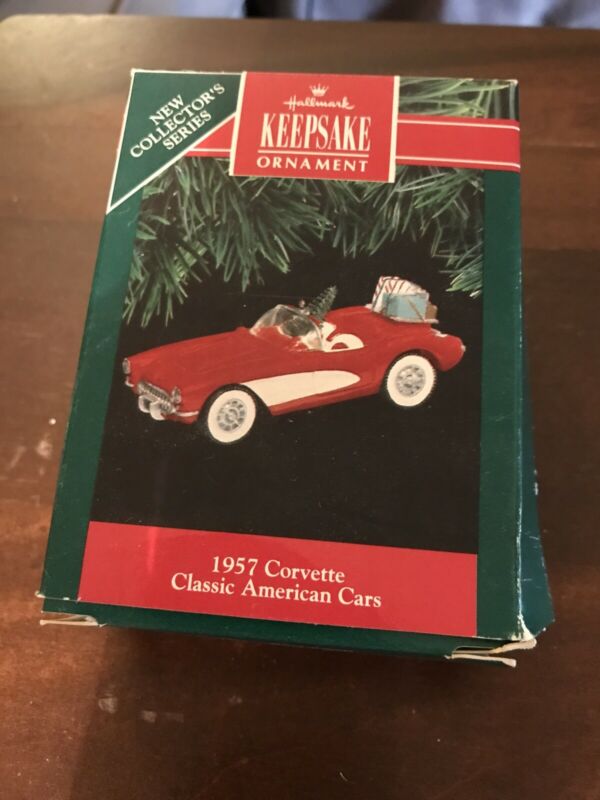 NEW
COLLECTOR'S
SERIES
Hallmark
KEEPSAKE
ORNAMENT
1957 Corvette
Classic American Cars